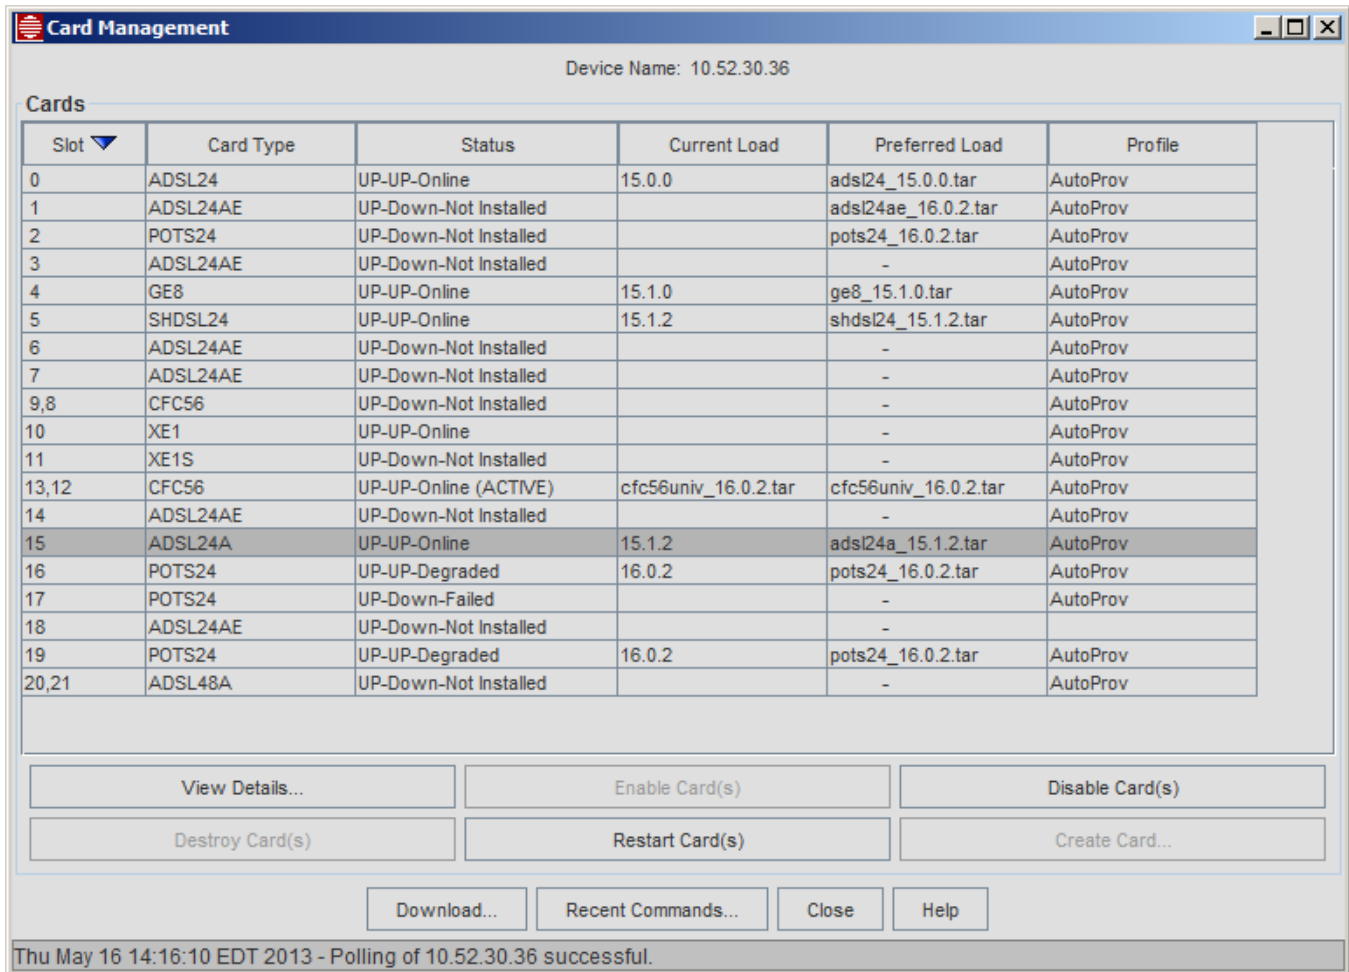 Card Management
Device Name: 10.52.30.36
Cards
Slot Card Type Status Current Load Preferred Load Profile
0 ADSL24 UP-UP-Online 15.0.0 adsl24_15.0.0.tar AutoProv
1 ADSL24AE UP-Down-Not Installed adsl24ae_16.0.2.tar AutoProv
2 POTS24 UP-Down-Not Installed pots24_16.0.2.tar AutoProv
3 ADSL24AE UP-Down-Not Installed - AutoProv
4 GE8 UP-UP-Online 15.1.0 ge8_15.1.0.tar AutoProv
5 SHDSL24 UP-UP-Online 15.1.2 shdsl24_15.1.2.tar AutoProv
6 ADSL24AE UP-Down-Not Installed - AutoProv
7 ADSL24AE UP-Down-Not Installed - AutoProv
9,8 CFC56 UP-Down-Not Installed - AutoProv
10 XE1 UP-UP-Online - AutoProv
11 XE1S UP-Down-Not Installed - AutoProv
13,12 CFC56 UP-UP-Online (ACTIVE) cfc56univ_16.0.2.tar cfc56univ_16.0.2.tar AutoProv
14 ADSL24AE UP-Down-Not Installed - AutoProv
15 ADSL24A UP-UP-Online 15.1.2 adsl24a_15.1.2.tar AutoProv
16 POTS24 UP-UP-Degraded 16.0.2 pots24_16.0.2.tar AutoProv
17 POTS24 UP-Down-Failed - AutoProv
18 ADSL24AE UP-Down-Not Installed -
19 POTS24 UP-UP-Degraded 16.0.2 pots24_16.0.2.tar AutoProv
20,21 ADSL48A UP-Down-Not Installed - AutoProv
View Details... Enable Card(s) Disable Card(s)
Destroy Card(s) Restart Card(s) Create Card...
Download... Recent Commands... Close Help
Thu May 16 14:16:10 EDT 2013 - Polling of 10.52.30.36 successful.